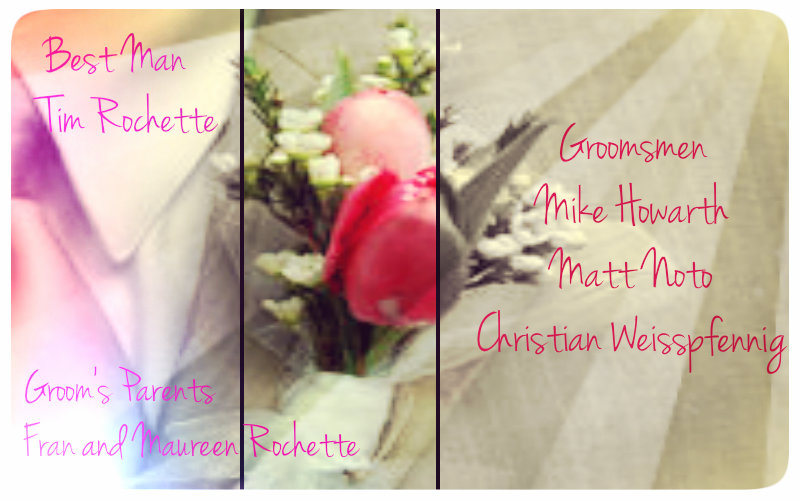 Best Man
Tim Rochette
Groom's Parents
Fran and Maureen Rochette
Groomsmen
Mike Howarth
Matt Noto
Christian Weisspfennig